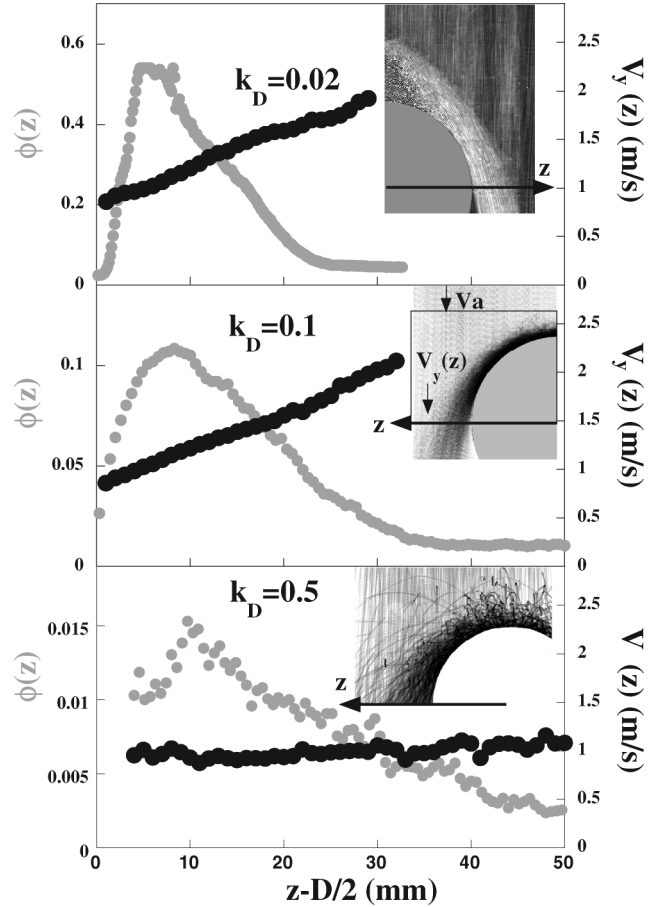 0.6
0.4
0.2
0
ϕ(z)
k_D=0.02
z
2.5
2
1.5
1
0.5
0
V_y (z) (m/s)
0.1
0.05
0
ϕ(z)
k_D=0.1
Va
V_y(z)
z
2.5
2
1.5
1
0.5
0
V_y (z) (m/s)
0.015
0.01
0.005
0
ϕ(z)
k_D=0.5
z
2.5
2
1.5
1
0.5
0
V (z) (m/s)
0 10 20 30 40 50
z-D/2 (mm)